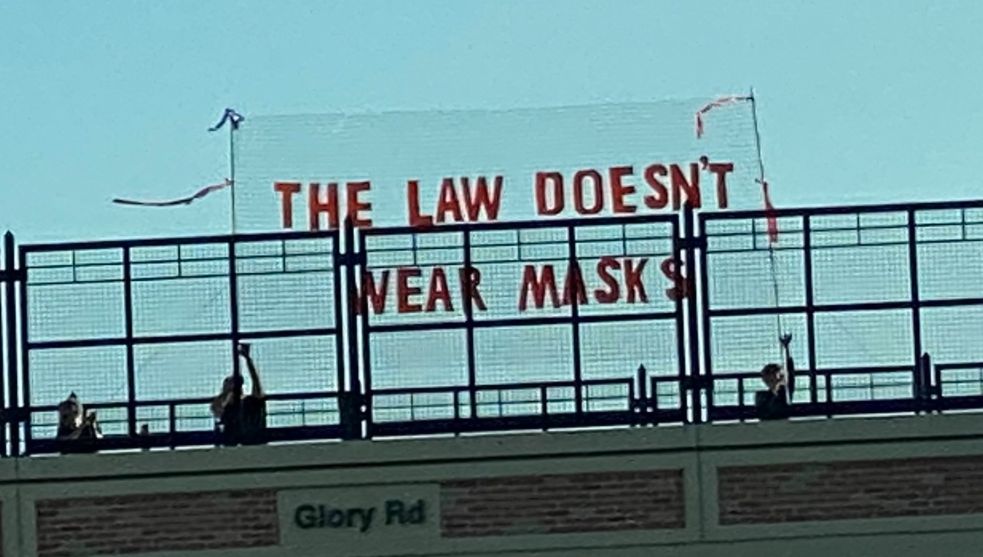 THE LAW DOESN'T
WEAR MASKS
Glory Rd